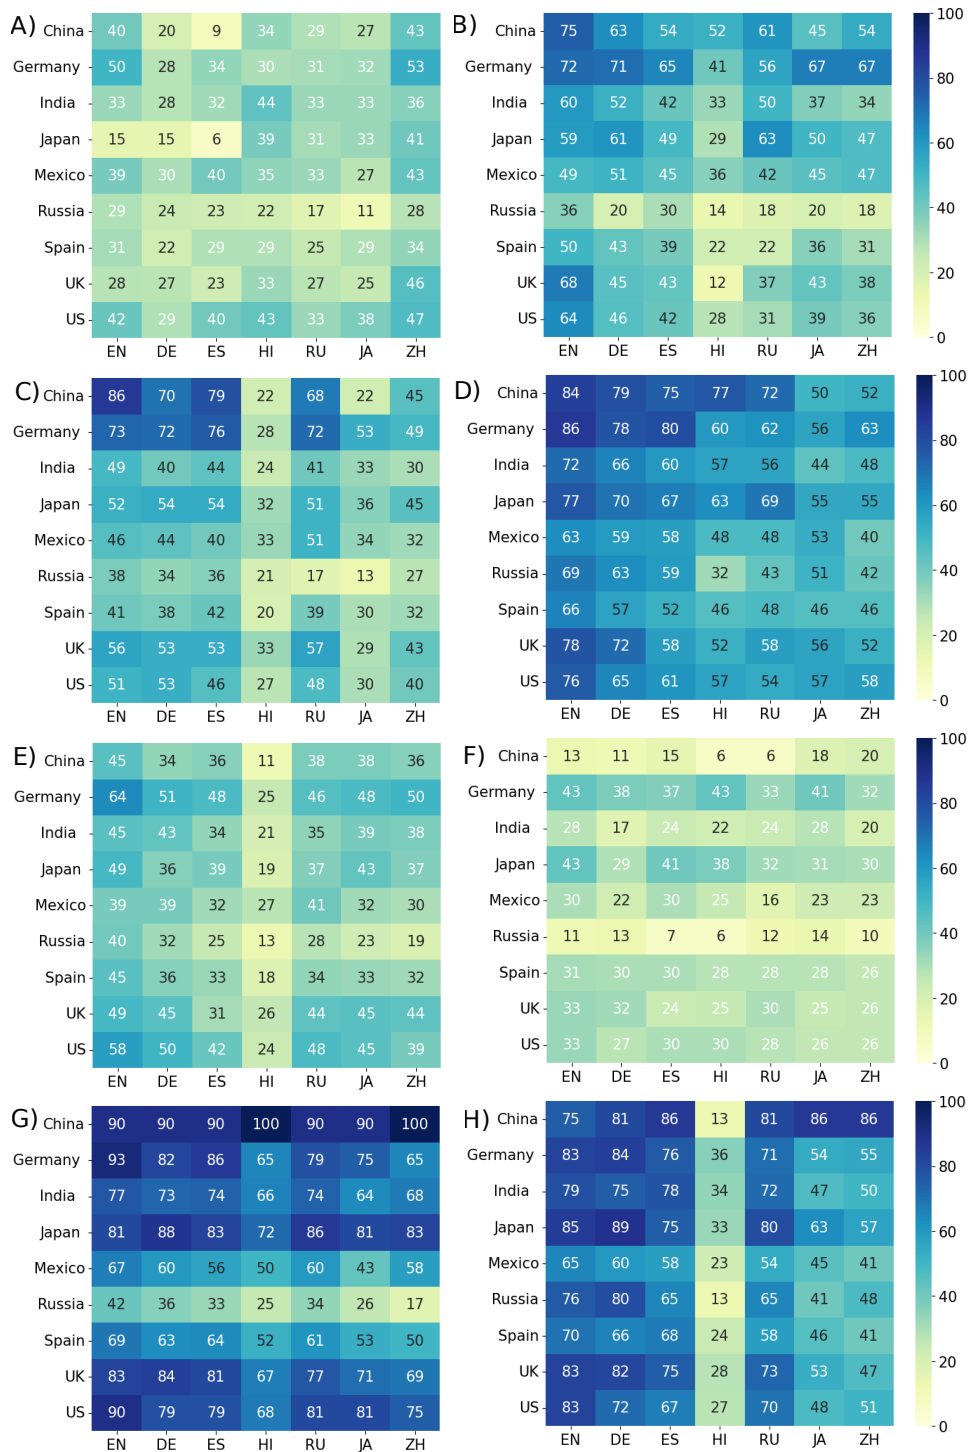 A) China 40 20 9 34 29 27 43
Germany 50 28 34 30 31 32 53
India 33 28 32 44 33 33 36
Japan 15 15 6 39 31 33 41
Mexico 39 30 40 35 33 27 43
Russia 29 24 23 22 17 11 28
Spain 31 22 29 29 25 29 34
UK 28 27 23 33 27 25 46
US 42 29 40 43 33 38 47
EN DE ES HI RU JA ZH
B) China 75 63 54 52 61 45 54
Germany 72 71 65 41 56 67 67
India 60 52 42 33 50 37 34
Japan 59 61 49 29 63 50 47
Mexico 49 51 45 36 42 45 47
Russia 36 20 30 14 18 20 18
Spain 50 43 39 22 22 36 31
UK 68 45 43 12 37 43 38
US 64 46 42 28 31 39 36
EN DE ES HI RU JA ZH
100
80
60
40
20
0
C) China 86 70 79 22 68 22 45
Germany 73 72 76 28 72 53 49
India 49 40 44 24 41 33 30
Japan 52 54 54 32 51 36 45
Mexico 46 44 40 33 51 34 32
Russia 38 34 36 21 17 13 27
Spain 41 38 42 20 39 30 32
UK 56 53 53 33 57 29 43
US 51 53 46 27 48 30 40
EN DE ES HI RU JA ZH
D) China 84 79 75 77 72 50 52
Germany 86 78 80 60 62 56 63
India 72 66 60 57 56 44 48
Japan 77 70 67 63 69 55 55
Mexico 63 59 58 48 48 53 40
Russia 69 63 59 32 43 51 42
Spain 66 57 52 46 48 46 46
UK 78 72 58 52 58 56 52
US 76 65 61 57 54 57 58
EN DE ES HI RU JA ZH
100
80
60
40
20
0
E) China 45 34 36 11 38 38 36
Germany 64 51 48 25 46 48 50
India 45 43 34 21 35 39 38
Japan 49 36 39 19 37 43 37
Mexico 39 39 32 27 41 32 30
Russia 40 32 25 13 28 23 19
Spain 45 36 33 18 34 33 32
UK 49 45 31 26 44 45 44
US 58 50 42 24 48 45 39
EN DE ES HI RU JA ZH
F) China 13 11 15 6 6 18 20
Germany 43 38 37 43 33 41 32
India 28 17 24 22 24 28 20
Japan 43 29 41 38 32 31 30
Mexico 30 22 30 25 16 23 23
Russia 11 13 7 6 12 14 10
Spain 31 30 30 28 28 28 26
UK 33 32 24 25 30 25 26
US 33 27 30 30 28 26 26
EN DE ES HI RU JA ZH
100
80
60
40
20
0
G) China 90 90 90 100 90 90 100
Germany 93 82 86 65 79 75 65
India 77 73 74 66 74 64 68
Japan 81 88 83 72 86 81 83
Mexico 67 60 56 50 60 43 58
Russia 42 36 33 25 34 26 17
Spain 69 63 64 52 61 53 50
UK 83 84 81 67 77 71 69
US 90 79 79 68 81 81 75
EN DE ES HI RU JA ZH
H) China 75 81 86 13 81 86 86
Germany 83 84 76 36 71 54 55
India 79 75 78 34 72 47 50
Japan 85 89 75 33 80 63 57
Mexico 65 60 58 23 54 45 41
Russia 76 80 65 13 65 41 48
Spain 70 66 68 24 58 46 41
UK 83 82 75 28 73 53 47
US 83 72 67 27 70 48 51
EN DE ES HI RU JA ZH
100
80
60
40
20
0